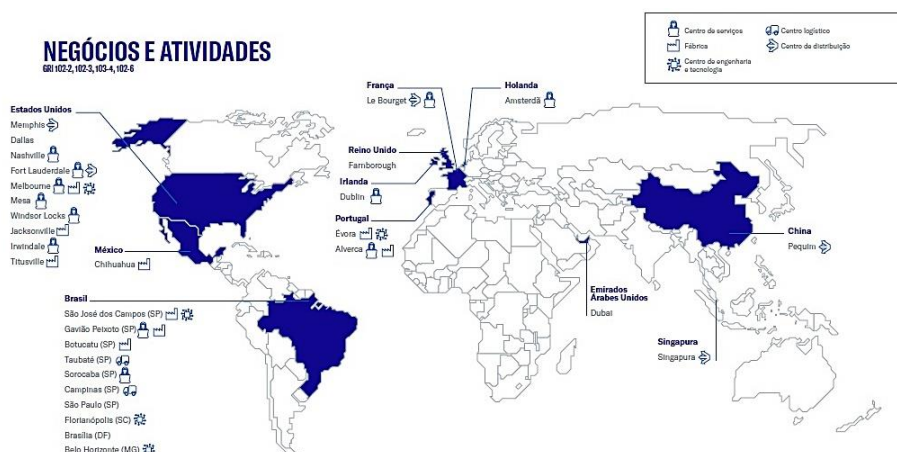 NEGÓCIOS E ATIVIDADES
GRI 102-2, 102-3, 103-4, 102-6
Centro de serviços
Centro logístico
Fábrica
Centro de distribuição
Centro de engenharia
e tecnologia
Estados Unidos
Memphis
Dallas
Nashville
Fort Lauderdale
Melbourne
Mesa
Windsor Locks
Jacksonville
Irwindale
Titusville
México
Chihuahua
Brasil
São José dos Campos (SP)
Gavião Peixoto (SP)
Botucatu (SP)
Taubaté (SP)
Sorocaba (SP)
Campinas (SP)
São Paulo (SP)
Florianópolis (SC)
Brasília (DF)
Belo Horizonte (MG)
França
Le Bourget
Holanda
Amsterdã
Reino Unido
Farnborough
Irlanda
Dublin
Portugal
Évora
Alverca
Emirados
Árabes Unidos
Dubai
China
Pequim
Singapura
Singapura